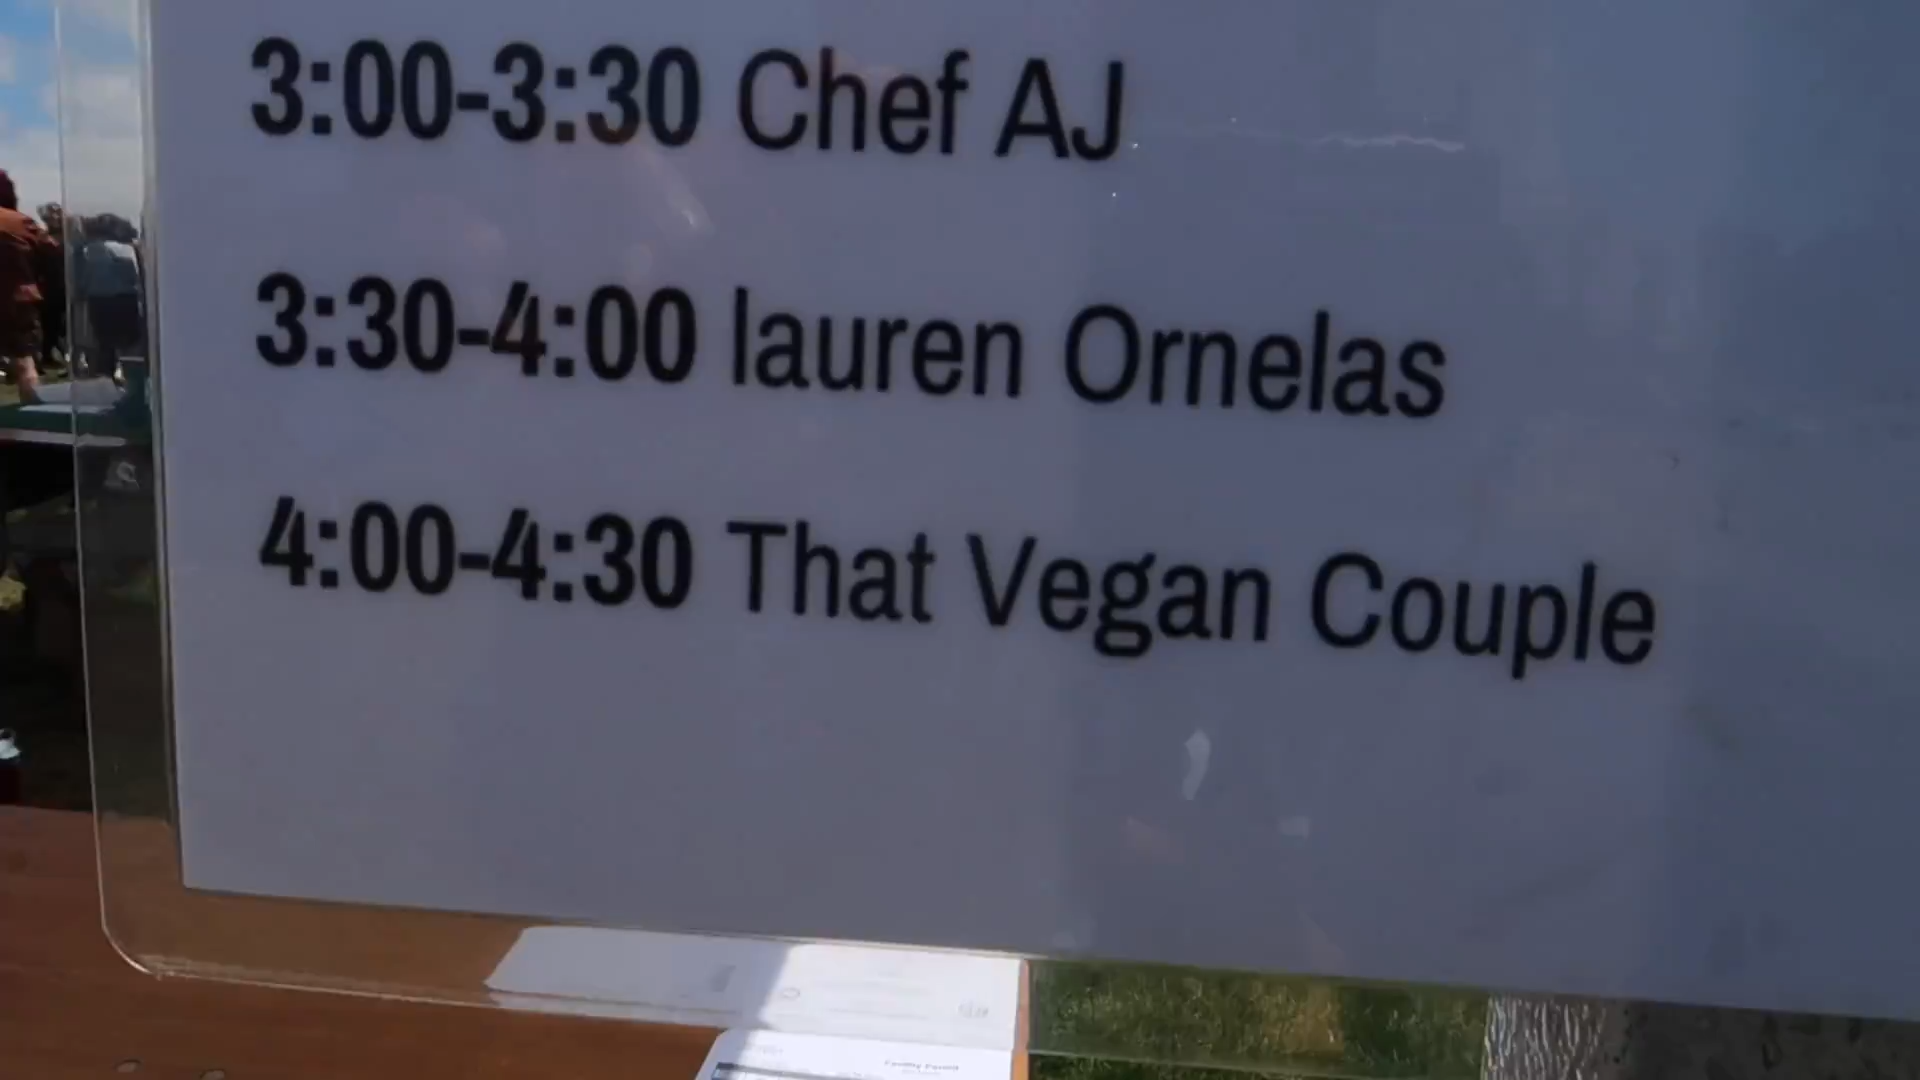 3:00-3:30 Chef AJ
3:30-4:00 lauren Ornelas
4:00-4:30 That Vegan Couple